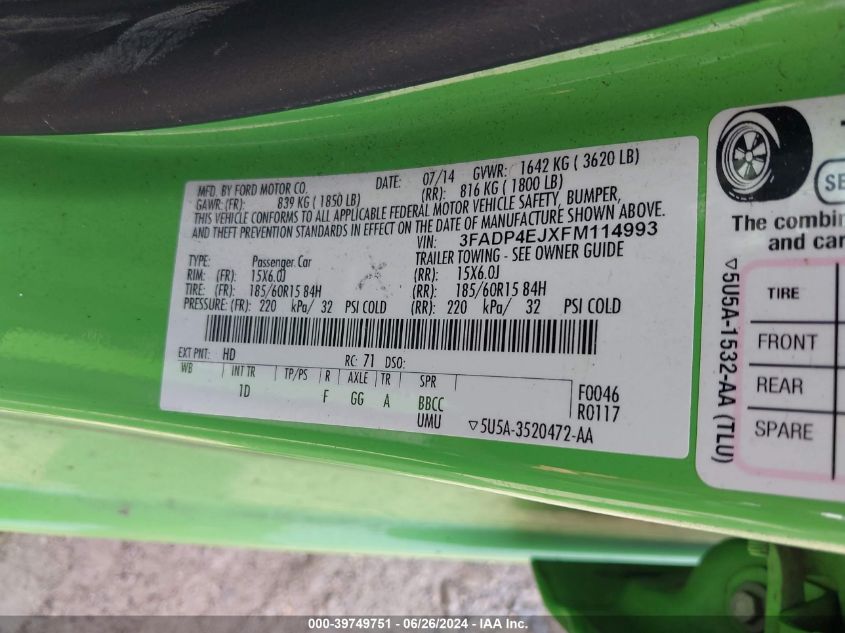 MFD. BY FORD MOTOR CO. DATE: 07/14 GVWR: 1642 KG ( 3620 LB)
GAWR: (FR): 839 KG ( 1850 LB) (RR): 816 KG ( 1800 LB)
THIS VEHICLE CONFORMS TO ALL APPLICABLE FEDERAL MOTOR VEHICLE SAFETY, BUMPER,
AND THEFT PREVENTION STANDARDS IN EFFECT ON THE DATE OF MANUFACTURE SHOWN ABOVE.
VIN: 3FADP4EJXFM114993
TYPE: Passenger Car TRAILER TOWING - SEE OWNER GUIDE
RIM: (FR): 15X6.0J (RR): 15X6.0J
TIRE: (FR): 185/60R15 84H (RR): 185/60R15 84H
PRESSURE: (FR): 220 kPa/ 32 PSI COLD (RR): 220 kPa/ 32 PSI COLD
EXT PNT: HD RC: 71 DSO:
WB INT TR TP/PS R AXLE TR SPR
1D F GG A BBCC
UMU
F0046
R0117
▽5U5A-3520472-AA
SE
The combin
and car
TIRE
FRONT
REAR
SPARE
▽5U5A-1532-AA (TLU)
000-39749751 - 06/26/2024 - IAA Inc.